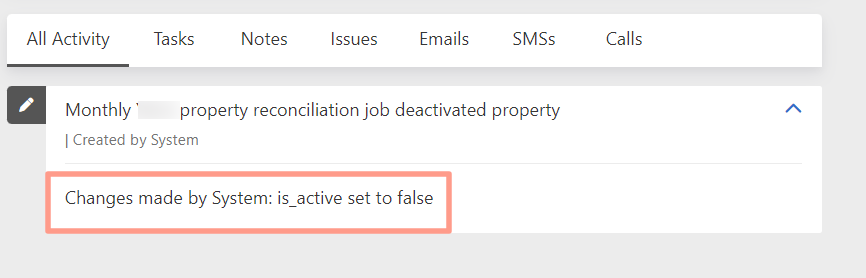 All Activity Tasks Notes Issues Emails SMSs Calls
Monthly property reconciliation job deactivated property
| Created by System
Changes made by System: is_active set to false